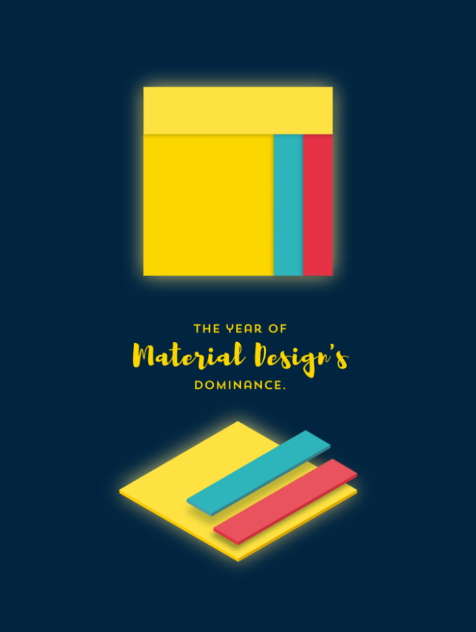 THE YEAR OF
Material Design's
DOMINANCE.